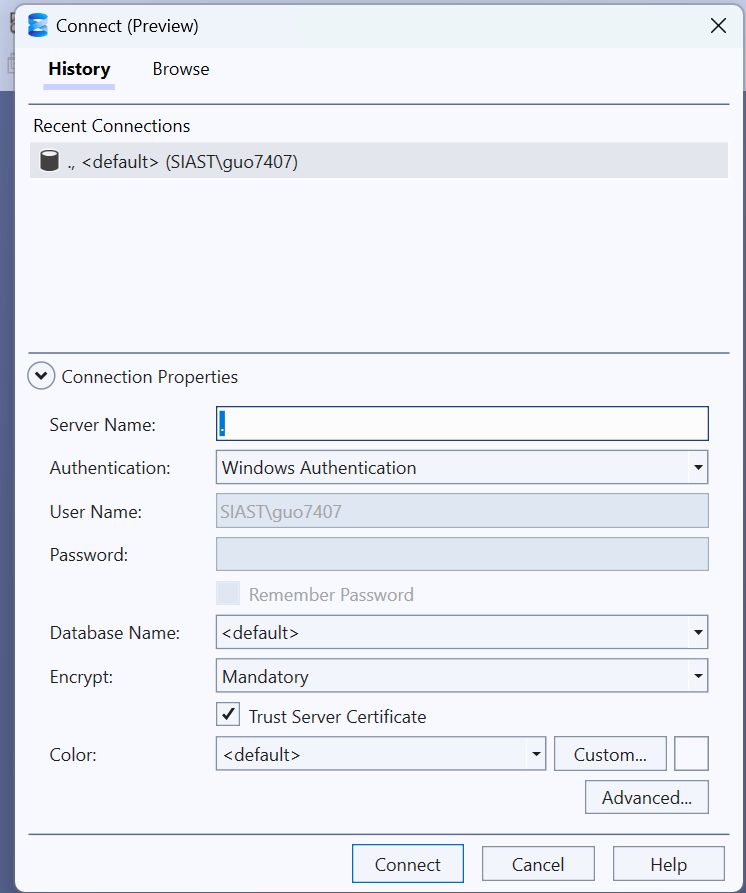 Connect (Preview)
History Browse
Recent Connections
., <default> (SIAST\guo7407)
Connection Properties
Server Name: .
Authentication: Windows Authentication
User Name: SIAST\guo7407
Password:
Remember Password
Database Name: <default>
Encrypt: Mandatory
Trust Server Certificate
Color: <default> Custom...
Advanced...
Connect Cancel Help